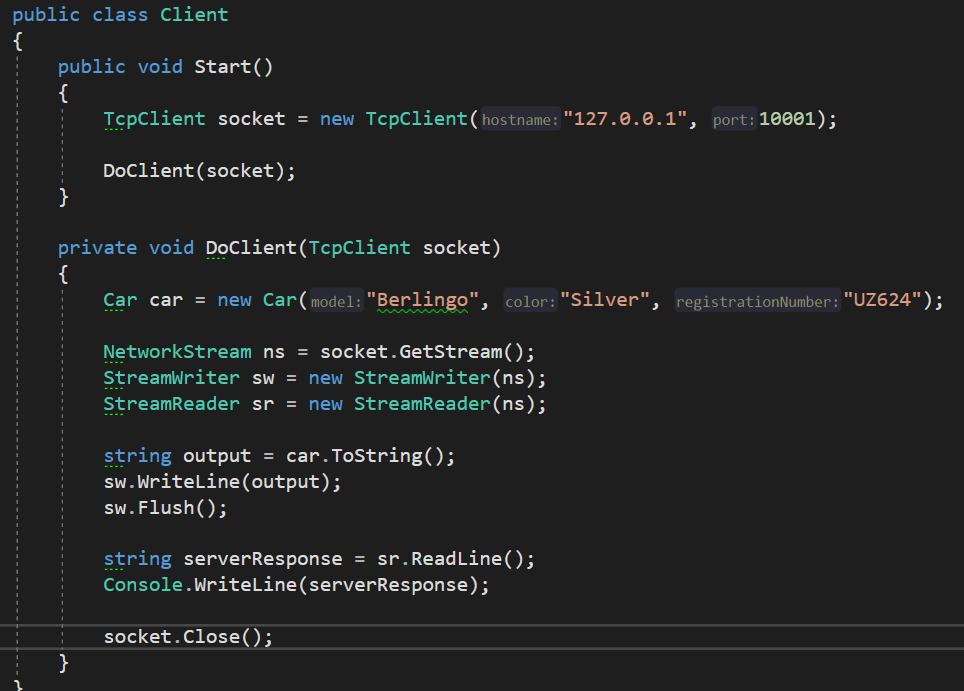 public class Client
{
public void Start()
{
TcpClient socket = new TcpClient(hostname:"127.0.0.1", port:10001);
DoClient(socket);
}
private void DoClient(TcpClient socket)
{
Car car = new Car(model:"Berlingo", color:"Silver", registrationNumber:"UZ624");
NetworkStream ns = socket.GetStream();
StreamWriter sw = new StreamWriter(ns);
StreamReader sr = new StreamReader(ns);
string output = car.ToString();
sw.WriteLine(output);
sw.Flush();
string serverResponse = sr.ReadLine();
Console.WriteLine(serverResponse);
socket.Close();
}
}